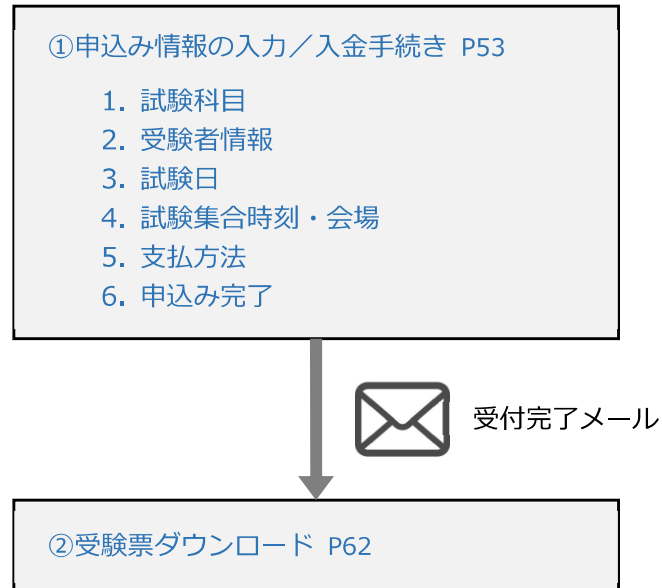 ①申込み情報の入力／入金手続き P53
1. 試験科目
2. 受験者情報
3. 試験日
4. 試験集合時刻・会場
5. 支払方法
6. 申込み完了
受付完了メール
②受験票ダウンロード P62